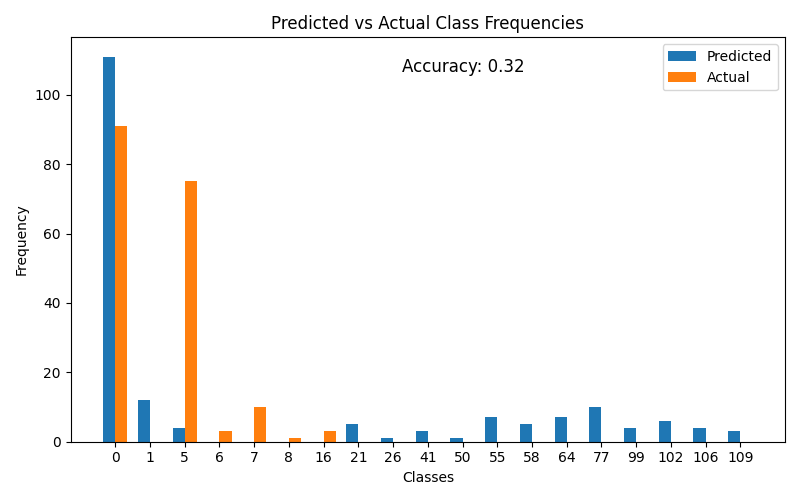 Predicted vs Actual Class Frequencies
Accuracy: 0.32
Predicted
Actual
Frequency
100
80
60
40
20
0
0 1 5 6 7 8 16 21 26 41 50 55 58 64 77 99 102 106 109
Classes